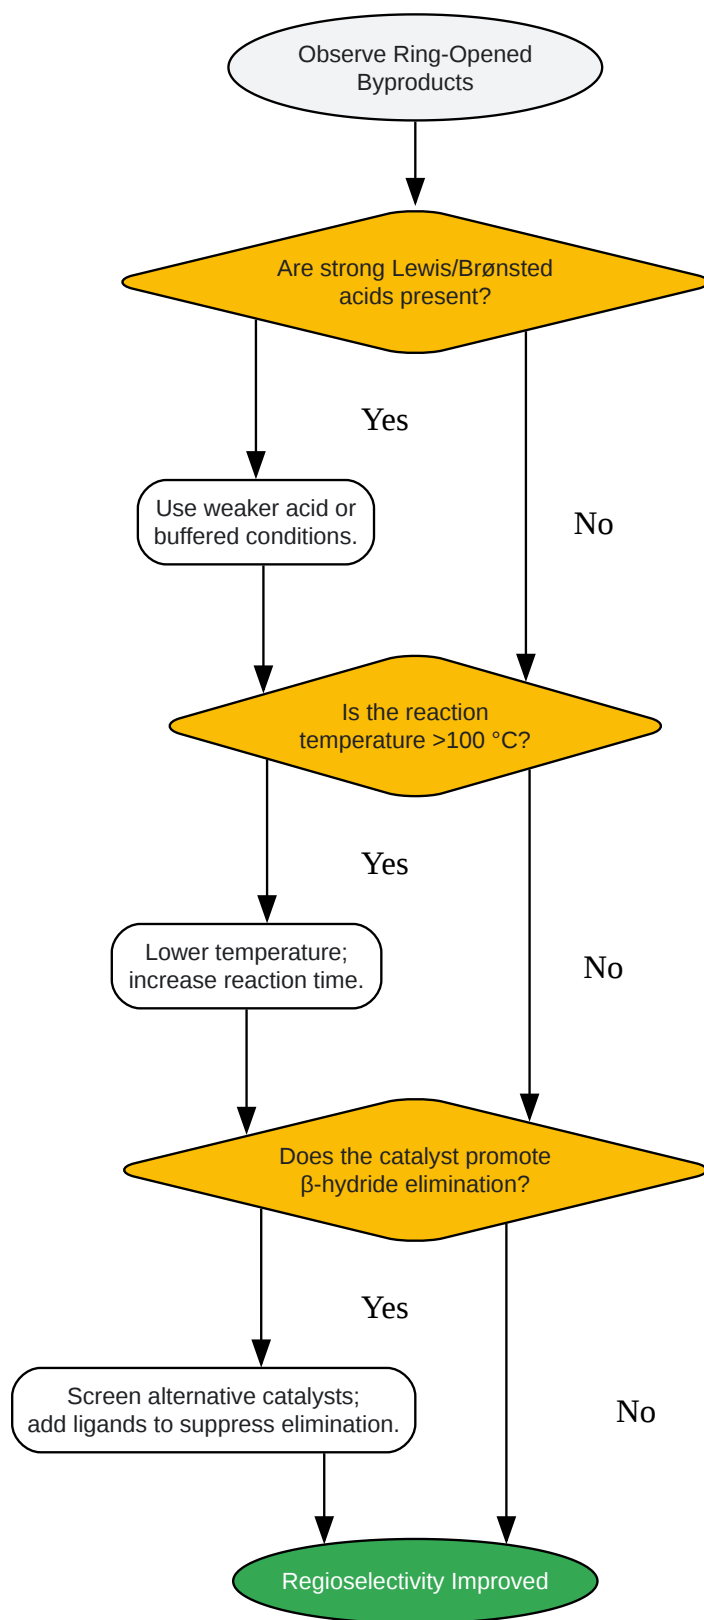 Observe Ring-Opened
Byproducts
Are strong Lewis/Brønsted
acids present?
Yes
Use weaker acid or
buffered conditions.
No
Is the reaction
temperature >100 °C?
Yes
Lower temperature;
increase reaction time.
No
Does the catalyst promote
β-hydride elimination?
Yes
Screen alternative catalysts;
add ligands to suppress elimination.
No
Regioselectivity Improved